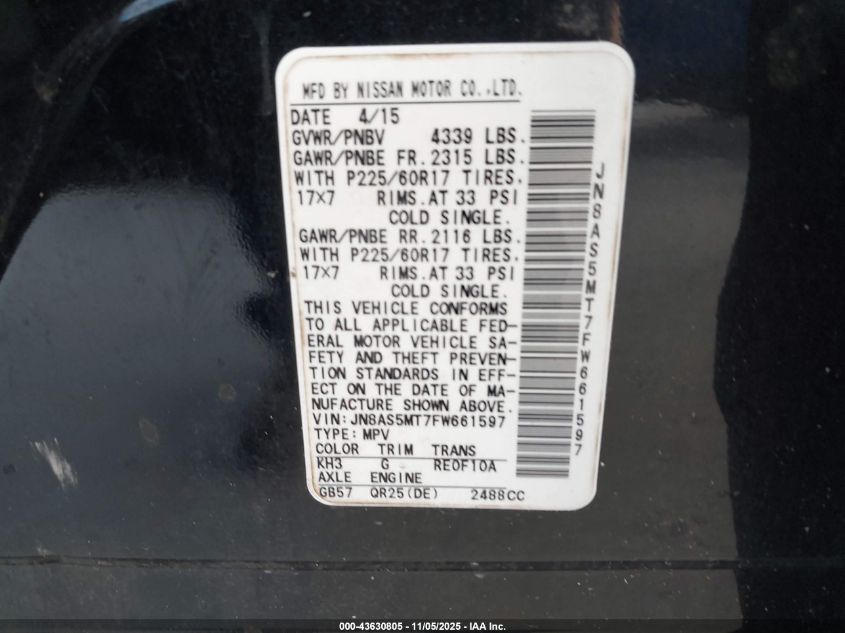 MFD BY NISSAN MOTOR CO.,LTD.
DATE 4/15
GVWR/PNBV 4339 LBS.
GAWR/PNBE FR. 2315 LBS.
WITH P225/60R17 TIRES.
17×7 RIMS. AT 33 PSI
COLD SINGLE.
GAWR/PNBE RR. 2116 LBS.
WITH P225/60R17 TIRES.
17×7 RIMS. AT 33 PSI
COLD SINGLE.
THIS VEHICLE CONFORMS
TO ALL APPLICABLE FED-
ERAL MOTOR VEHICLE SA-
FETY AND THEFT PREVEN-
TION STANDARDS IN EFF-
ECT ON THE DATE OF MA-
NUFACTURE SHOWN ABOVE.
VIN: JN8AS5MT7FW661597
TYPE: MPV
COLOR TRIM TRANS
KH3 G RE0F10A
AXLE ENGINE
GB57 QR25(DE) 2488CC
JN8AS5MT7FW661597
000-43630805 - 11/05/2025 - IAA Inc.